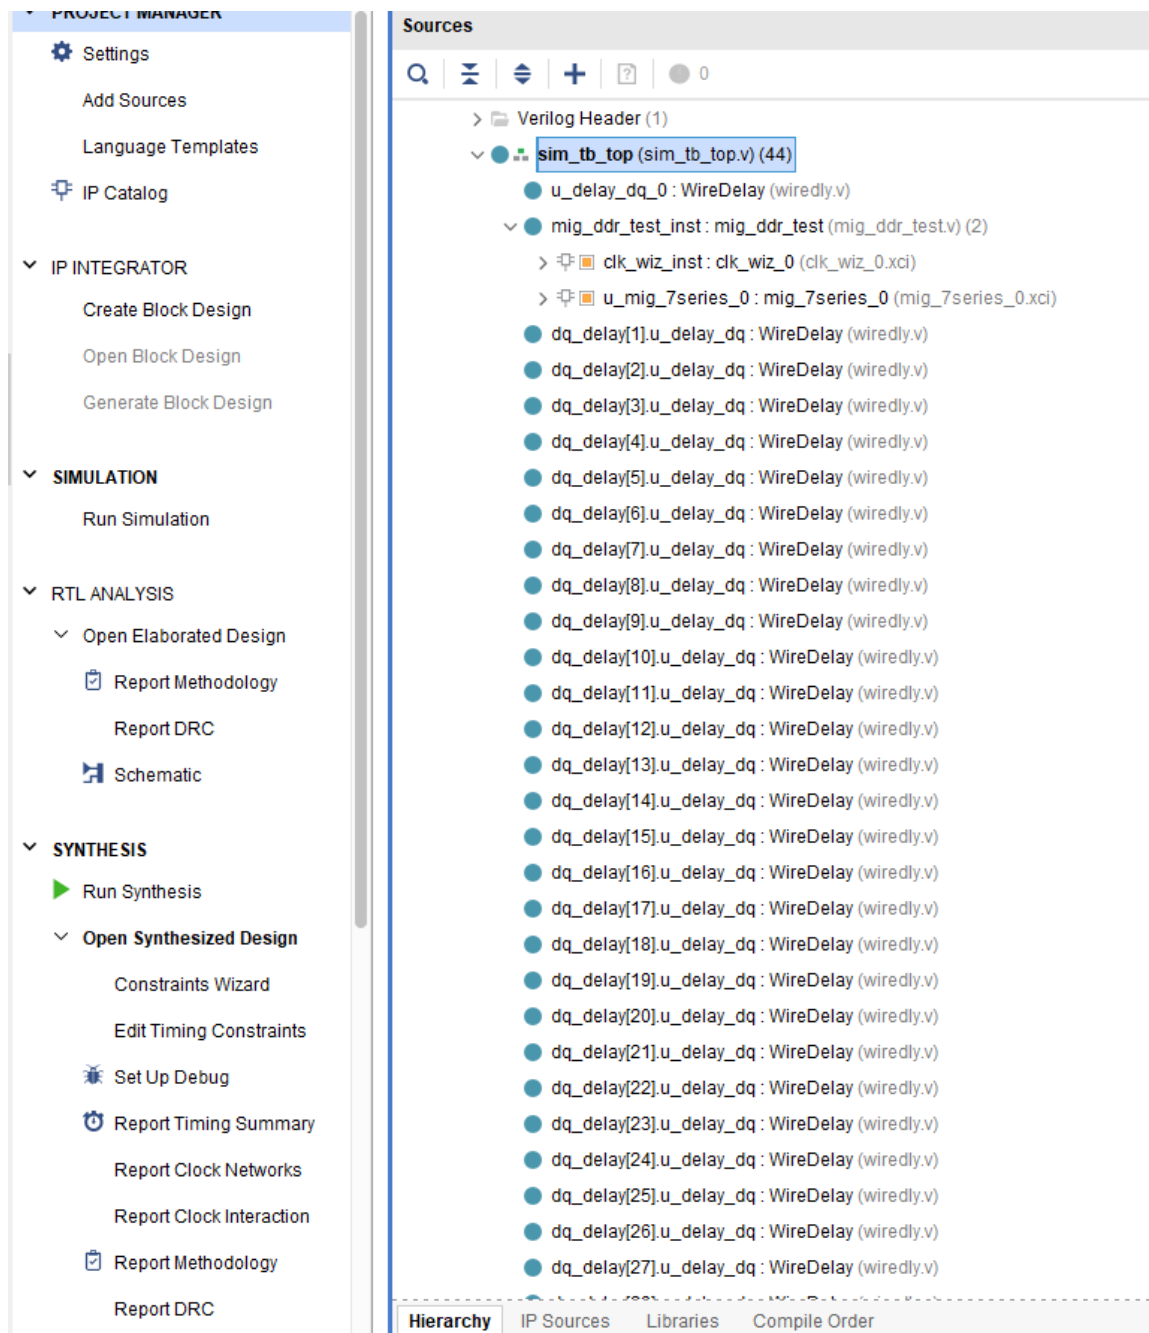 PROJECT MANAGER
Settings
Add Sources
Language Templates
IP Catalog
IP INTEGRATOR
Create Block Design
Open Block Design
Generate Block Design
SIMULATION
Run Simulation
RTL ANALYSIS
Open Elaborated Design
Report Methodology
Report DRC
Schematic
SYNTHESIS
Run Synthesis
Open Synthesized Design
Constraints Wizard
Edit Timing Constraints
Set Up Debug
Report Timing Summary
Report Clock Networks
Report Clock Interaction
Report Methodology
Report DRC
Sources
0
Verilog Header (1)
sim_tb_top (sim_tb_top.v) (44)
u_delay_dq_0 : WireDelay (wiredly.v)
mig_ddr_test_inst : mig_ddr_test (mig_ddr_test.v) (2)
clk_wiz_inst : clk_wiz_0 (clk_wiz_0.xci)
u_mig_7series_0 : mig_7series_0 (mig_7series_0.xci)
dq_delay[1].u_delay_dq : WireDelay (wiredly.v)
dq_delay[2].u_delay_dq : WireDelay (wiredly.v)
dq_delay[3].u_delay_dq : WireDelay (wiredly.v)
dq_delay[4].u_delay_dq : WireDelay (wiredly.v)
dq_delay[5].u_delay_dq : WireDelay (wiredly.v)
dq_delay[6].u_delay_dq : WireDelay (wiredly.v)
dq_delay[7].u_delay_dq : WireDelay (wiredly.v)
dq_delay[8].u_delay_dq : WireDelay (wiredly.v)
dq_delay[9].u_delay_dq : WireDelay (wiredly.v)
dq_delay[10].u_delay_dq : WireDelay (wiredly.v)
dq_delay[11].u_delay_dq : WireDelay (wiredly.v)
dq_delay[12].u_delay_dq : WireDelay (wiredly.v)
dq_delay[13].u_delay_dq : WireDelay (wiredly.v)
dq_delay[14].u_delay_dq : WireDelay (wiredly.v)
dq_delay[15].u_delay_dq : WireDelay (wiredly.v)
dq_delay[16].u_delay_dq : WireDelay (wiredly.v)
dq_delay[17].u_delay_dq : WireDelay (wiredly.v)
dq_delay[18].u_delay_dq : WireDelay (wiredly.v)
dq_delay[19].u_delay_dq : WireDelay (wiredly.v)
dq_delay[20].u_delay_dq : WireDelay (wiredly.v)
dq_delay[21].u_delay_dq : WireDelay (wiredly.v)
dq_delay[22].u_delay_dq : WireDelay (wiredly.v)
dq_delay[23].u_delay_dq : WireDelay (wiredly.v)
dq_delay[24].u_delay_dq : WireDelay (wiredly.v)
dq_delay[25].u_delay_dq : WireDelay (wiredly.v)
dq_delay[26].u_delay_dq : WireDelay (wiredly.v)
dq_delay[27].u_delay_dq : WireDelay (wiredly.v)
Hierarchy IP Sources Libraries Compile Order